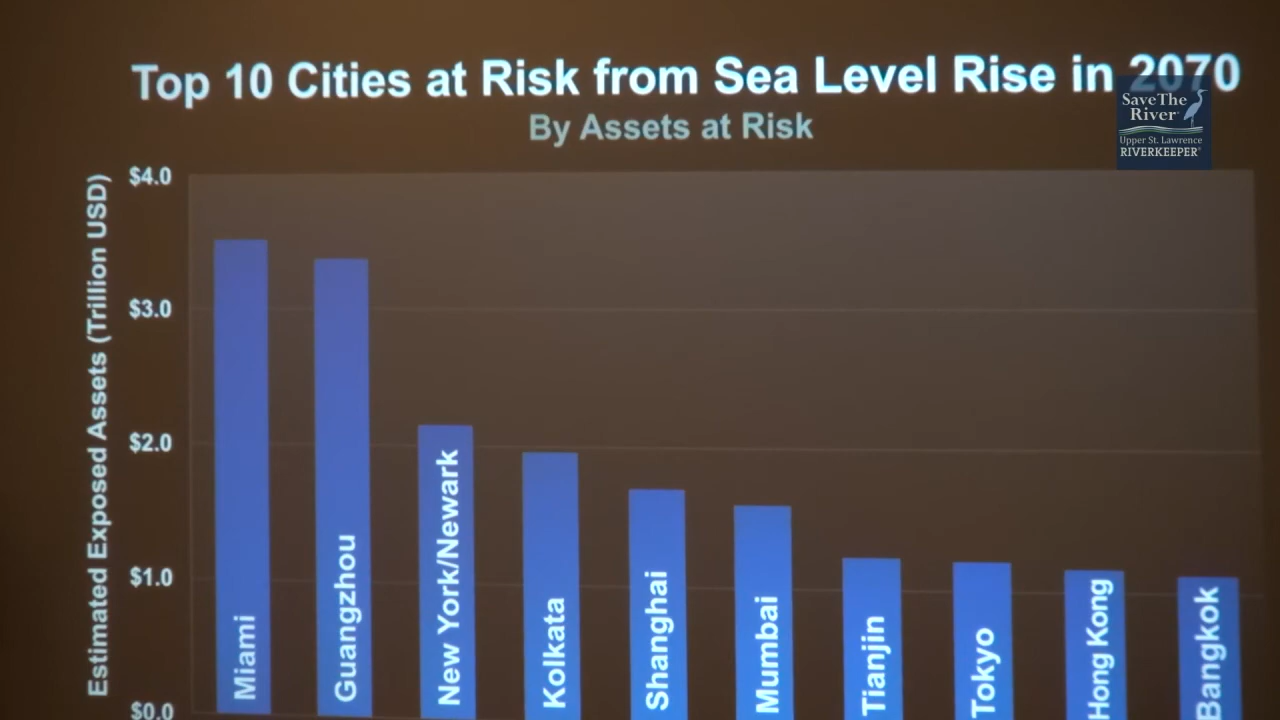 Top 10 Cities at Risk from Sea Level Rise in 2070
By Assets at Risk
SaveThe
River
Upper St. Lawrence
RIVERKEEPER
Estimated Exposed Assets (Trillion USD)
$4.0
$3.0
$2.0
$1.0
$0.0
Miami
Guangzhou
New York/Newark
Kolkata
Shanghai
Mumbai
Tianjin
Tokyo
Hong Kong
Bangkok